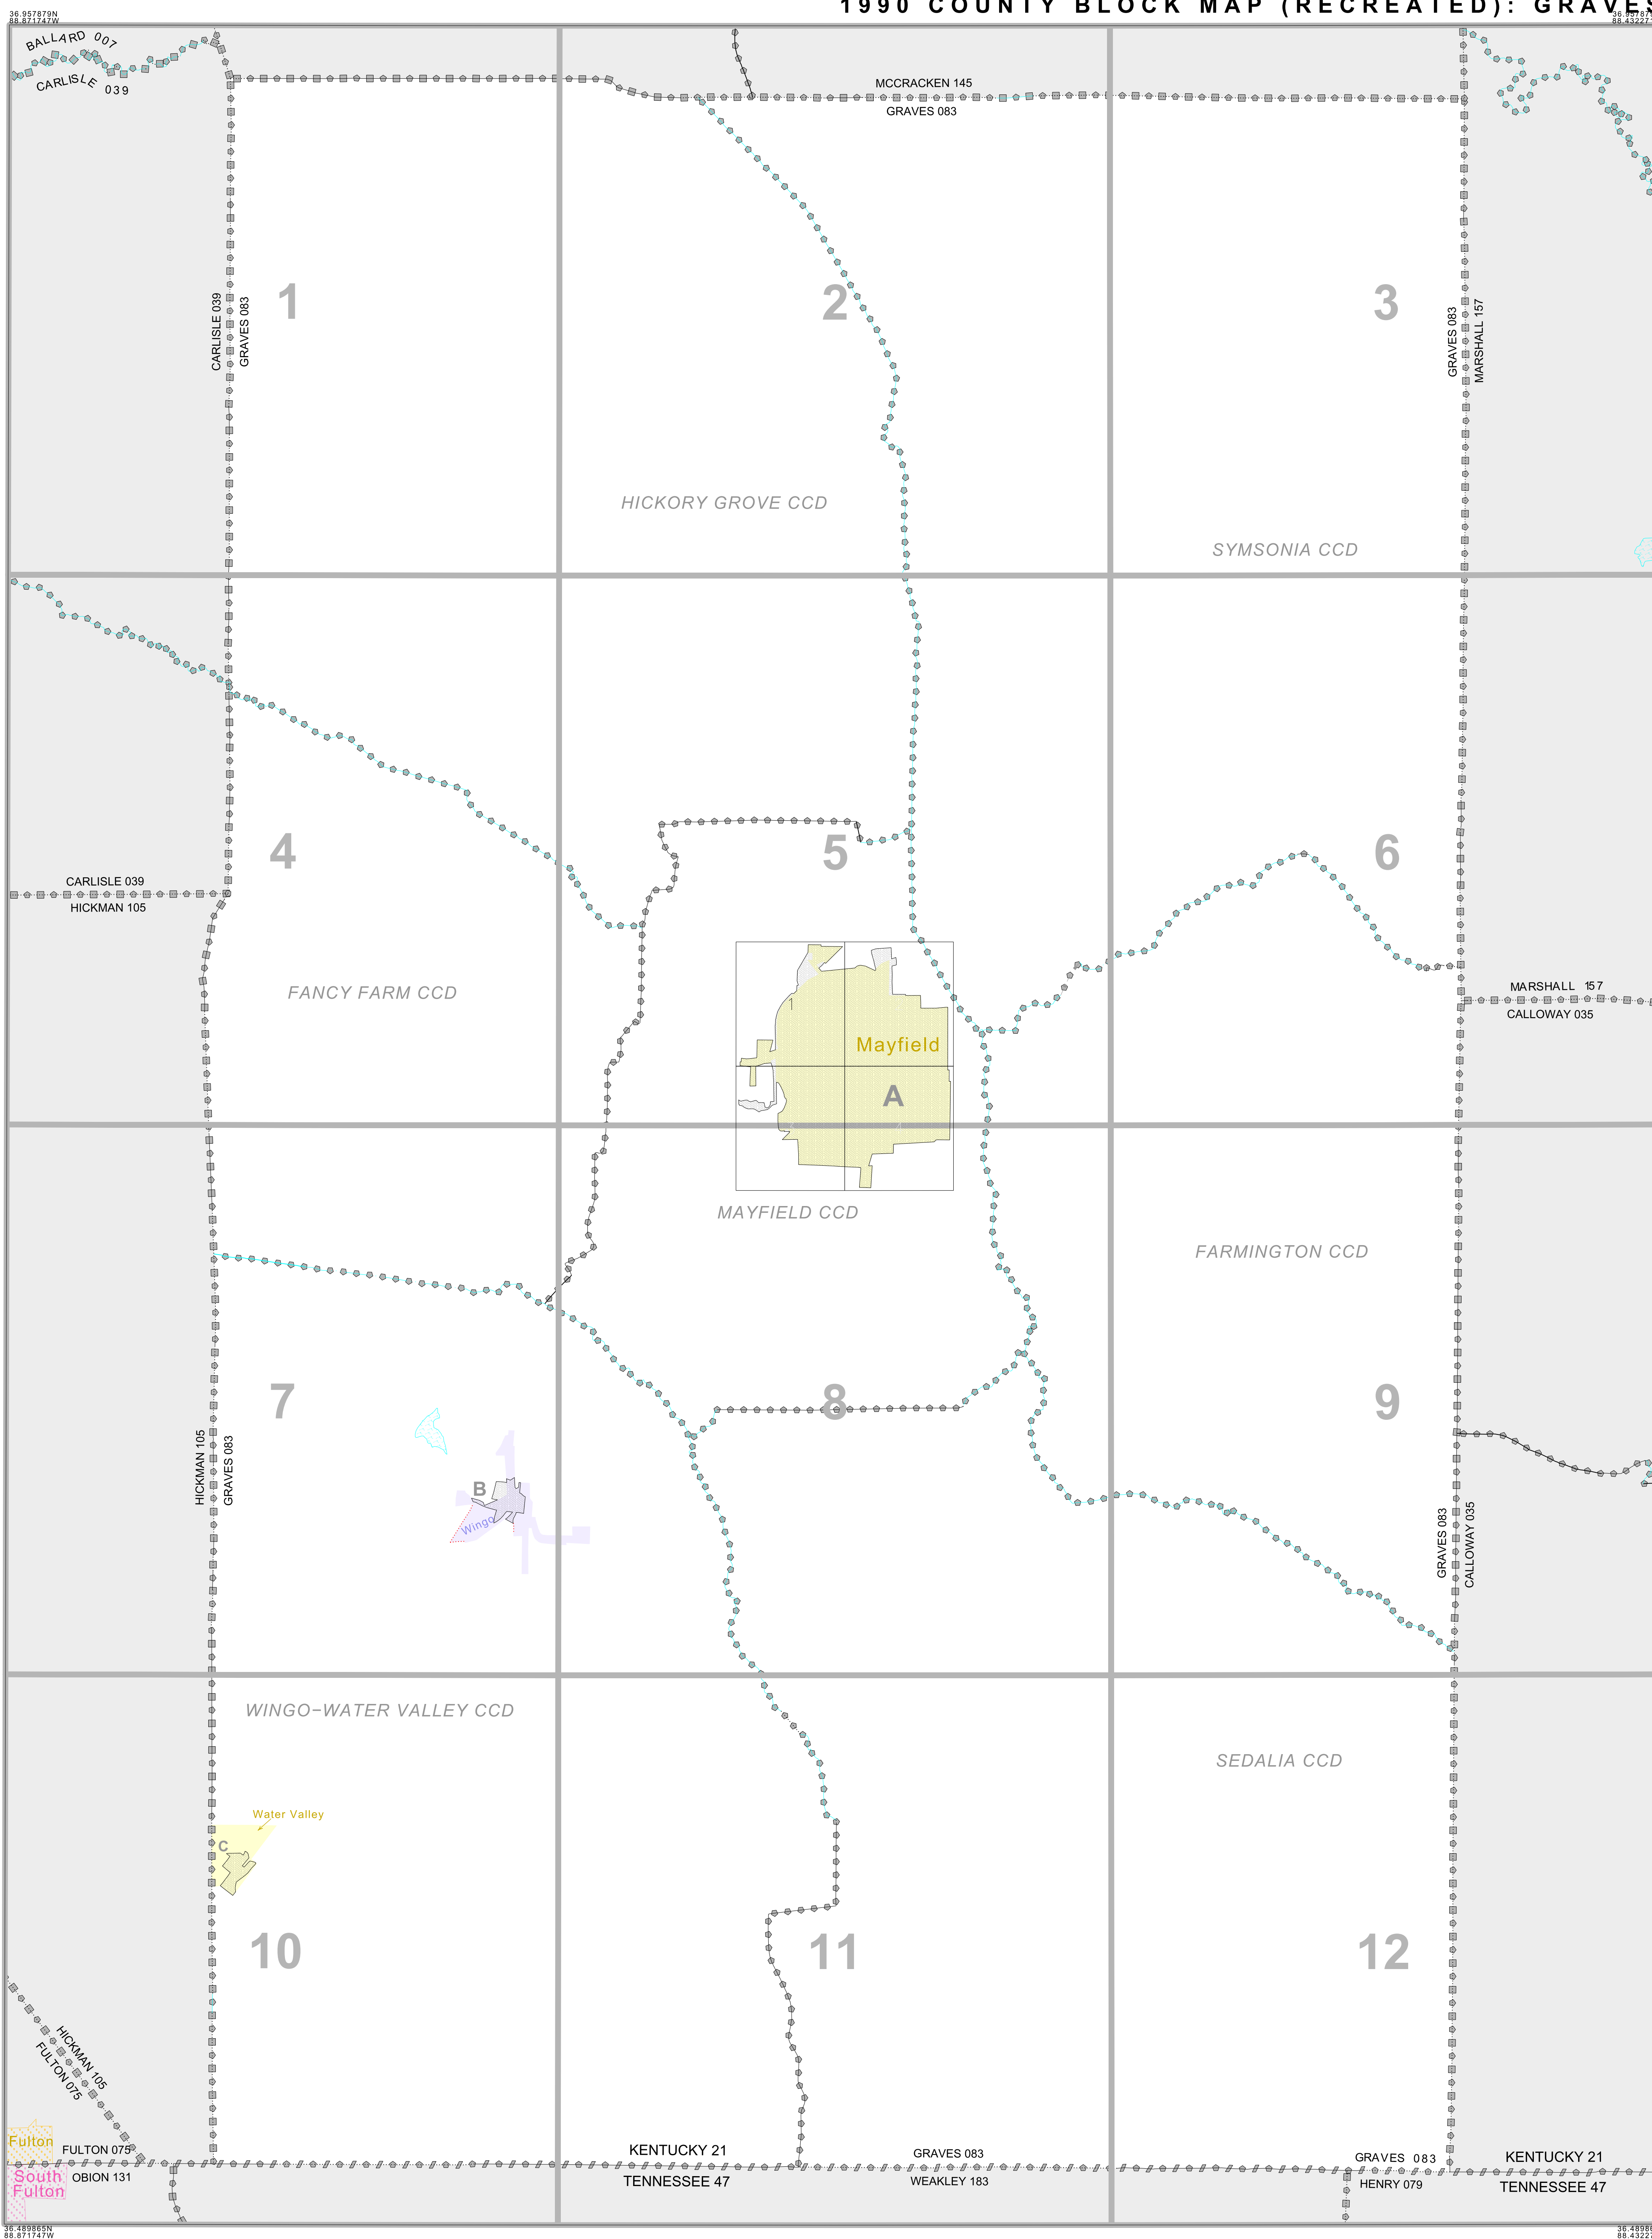 1990 COUNTY BLOCK MAP (RECREATED): GRAVES
36.957879N
88.871747W
BALLARD 007
CARLISLE 039
MCCRACKEN 145
GRAVES 083
CARLISLE 039
GRAVES 083
1
2
3
GRAVES 083
MARSHALL 157
HICKORY GROVE CCD
SYMSONIA CCD
4
5
6
CARLISLE 039
HICKMAN 105
FANCY FARM CCD
MARSHALL 157
CALLOWAY 035
Mayfield
A
MAYFIELD CCD
FARMINGTON CCD
7
8
9
HICKMAN 105
GRAVES 083
B
Wingo
GRAVES 083
CALLOWAY 035
WINGO-WATER VALLEY CCD
SEDALIA CCD
Water Valley
C
10
11
12
HICKMAN 105
FULTON 075
Fulton
FULTON 075
OBION 131
South
Fulton
KENTUCKY 21
TENNESSEE 47
GRAVES 083
WEAKLEY 183
GRAVES 083
HENRY 079
KENTUCKY 21
TENNESSEE 47
36.489865N
88.871747W